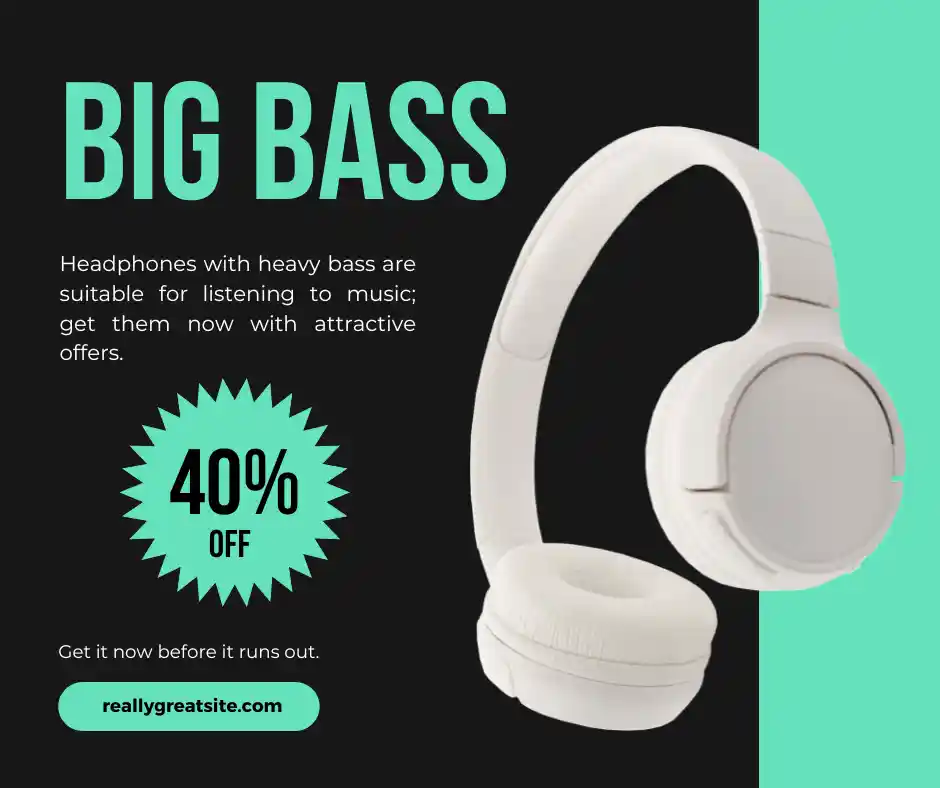 BIG BASS
Headphones with heavy bass are
suitable for listening to music;
get them now with attractive
offers.
40%
OFF
Get it now before it runs out.
reallygreatsite.com